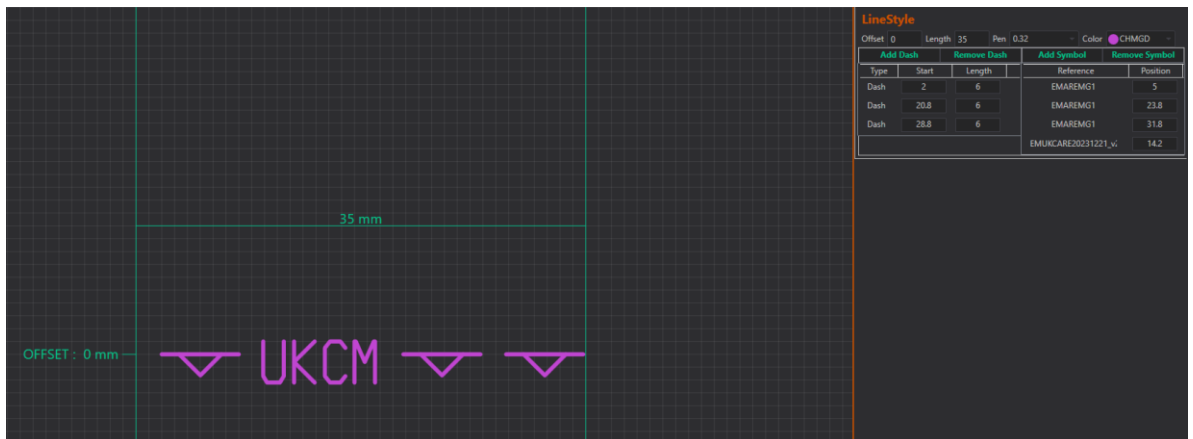 LineStyle
Offset 0 Length 35 Pen 0.32 Color CHMGD
Add Dash Remove Dash Add Symbol Remove Symbol
Type Start Length Reference Position
Dash 2 6 EMAREMG1 5
Dash 20.8 6 EMAREMG1 23.8
Dash 28.8 6 EMAREMG1 31.8
EMUKCARE20231221_v. 14.2
35 mm
OFFSET : 0 mm
UKCM